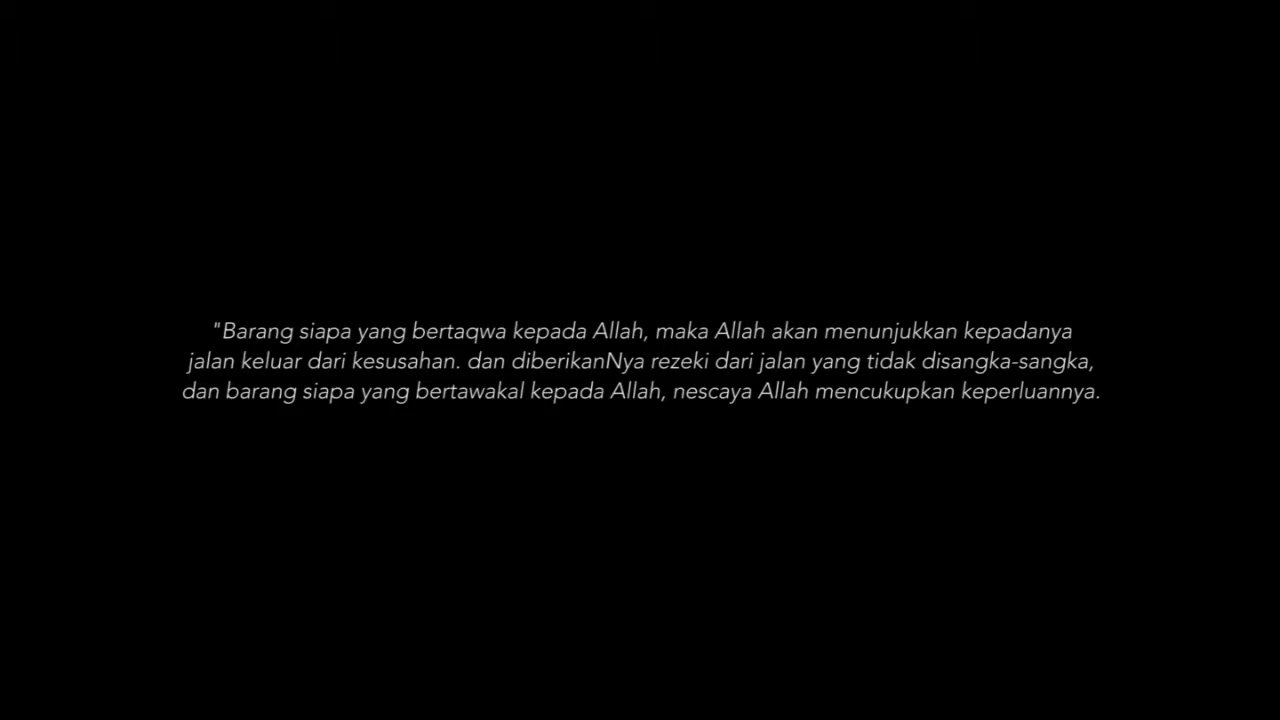 "Barang siapa yang bertaqwa kepada Allah, maka Allah akan menunjukkan kepadanya
jalan keluar dari kesusahan. dan diberikanNya rezeki dari jalan yang tidak disangka-sangka,
dan barang siapa yang bertawakal kepada Allah, nescaya Allah mencukupkan keperluannya.